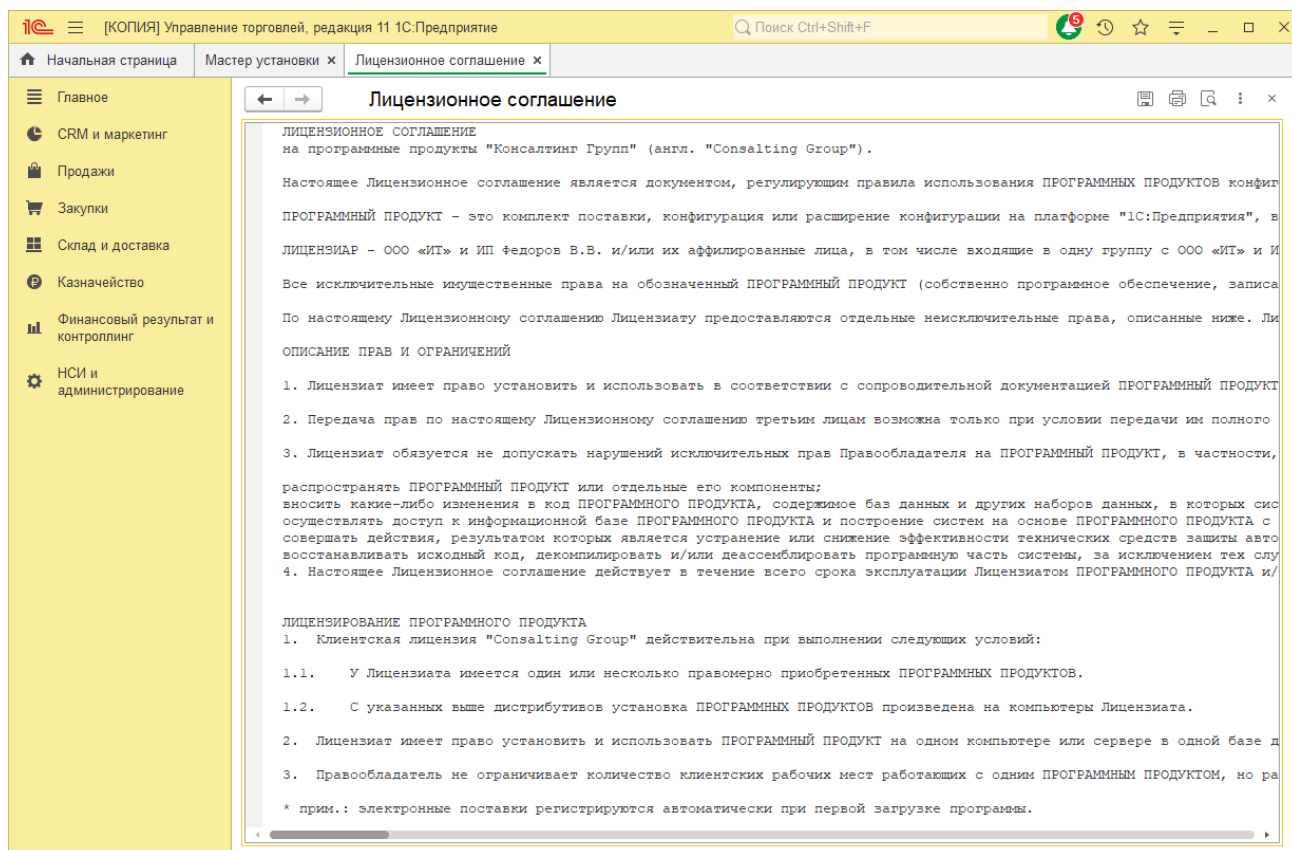 1С [КОПИЯ] Управление торговлей, редакция 11 1С:Предприятие Поиск Ctrl+Shift+F 5
Начальная страница Мастер установки × Лицензионное соглашение ×
Главное
CRM и маркетинг
Продажи
Закупки
Склад и доставка
Казначейство
Финансовый результат и
контроллинг
НСИ и
администрирование
Лицензионное соглашение
ЛИЦЕНЗИОННОЕ СОГЛАШЕНИЕ
на программные продукты "Консалтинг Групп" (англ. "Consalting Group").
Настоящее Лицензионное соглашение является документом, регулирующим правила использования ПРОГРАММНЫХ ПРОДУКТОВ конфиг
ПРОГРАММНЫЙ ПРОДУКТ – это комплект поставки, конфигурация или расширение конфигурации на платформе "1С:Предприятия", в
ЛИЦЕНЗИАР – ООО «ИТ» и ИП Федоров В.В. и/или их аффилированные лица, в том числе входящие в одну группу с ООО «ИТ» и И
Все исключительные имущественные права на обозначенный ПРОГРАММНЫЙ ПРОДУКТ (собственно программное обеспечение, записа
По настоящему Лицензионному соглашению Лицензиату предоставляются отдельные неисключительные права, описанные ниже. Ли
ОПИСАНИЕ ПРАВ И ОГРАНИЧЕНИЙ
1. Лицензиат имеет право установить и использовать в соответствии с сопроводительной документацией ПРОГРАММНЫЙ ПРОДУКТ
2. Передача прав по настоящему Лицензионному соглашению третьим лицам возможна только при условии передачи им полного
3. Лицензиат обязуется не допускать нарушений исключительных прав Правообладателя на ПРОГРАММНЫЙ ПРОДУКТ, в частности,
распространять ПРОГРАММНЫЙ ПРОДУКТ или отдельные его компоненты;
вносить какие-либо изменения в код ПРОГРАММНОГО ПРОДУКТА, содержимое баз данных и других наборов данных, в которых сис
осуществлять доступ к информационной базе ПРОГРАММНОГО ПРОДУКТА и построение систем на основе ПРОГРАММНОГО ПРОДУКТА с
совершать действия, результатом которых является устранение или снижение эффективности технических средств защиты авто
восстанавливать исходный код, декомпилировать и/или деассемблировать программную часть системы, за исключением тех слу
4. Настоящее Лицензионное соглашение действует в течение всего срока эксплуатации Лицензиатом ПРОГРАММНОГО ПРОДУКТА и/
ЛИЦЕНЗИРОВАНИЕ ПРОГРАММНОГО ПРОДУКТА
1. Клиентская лицензия "Consalting Group" действительна при выполнении следующих условий:
1.1. У Лицензиата имеется один или несколько правомерно приобретенных ПРОГРАММНЫХ ПРОДУКТОВ.
1.2. С указанных выше дистрибутивов установка ПРОГРАММНЫХ ПРОДУКТОВ произведена на компьютеры Лицензиата.
2. Лицензиат имеет право установить и использовать ПРОГРАММНЫЙ ПРОДУКТ на одном компьютере или сервере в одной базе д
3. Правообладатель не ограничивает количество клиентских рабочих мест работающих с одним ПРОГРАММНЫМ ПРОДУКТОМ, но ра
* прим.: электронные поставки регистрируются автоматически при первой загрузке программы.